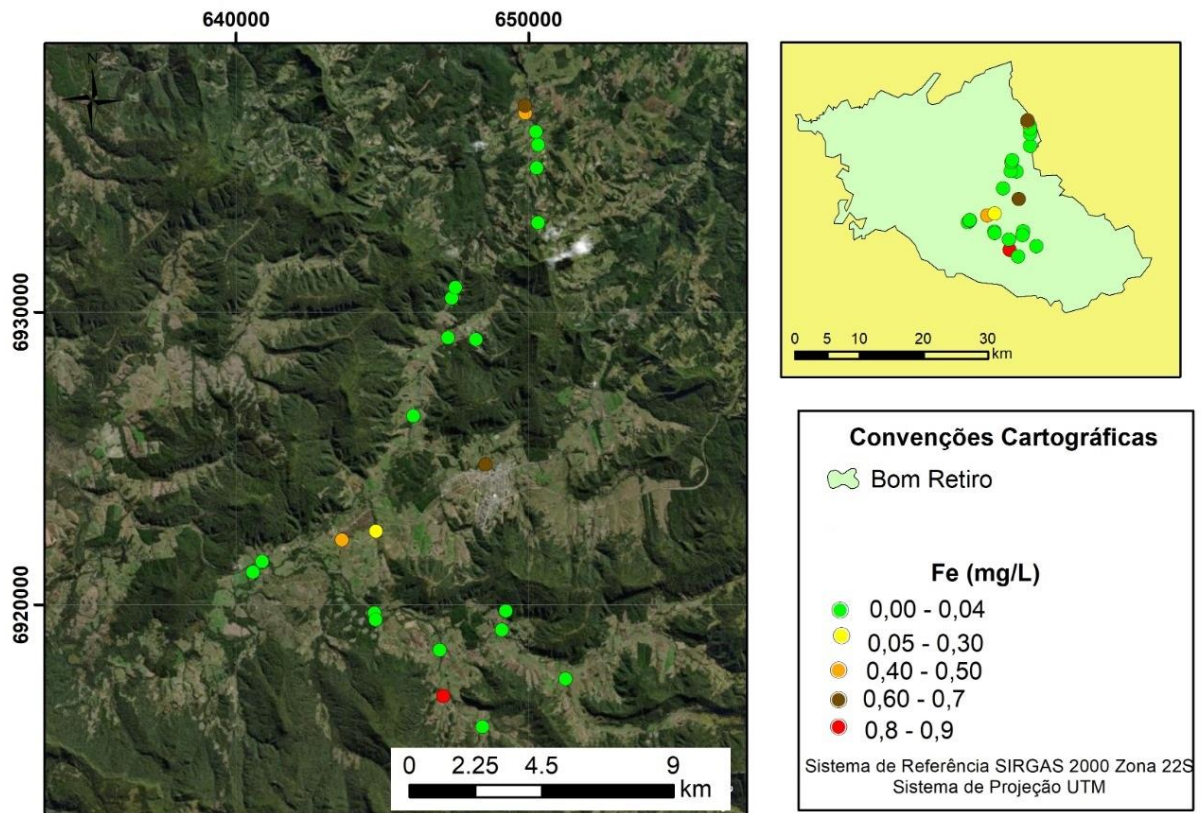 640000
650000
N
6930000
6920000
0 2.25 4.5 9
km
0 5 10 20 30
km
Convenções Cartográficas
Bom Retiro
Fe (mg/L)
0,00 - 0,04
0,05 - 0,30
0,40 - 0,50
0,60 - 0,7
0,8 - 0,9
Sistema de Referência SIRGAS 2000 Zona 22S
Sistema de Projeção UTM